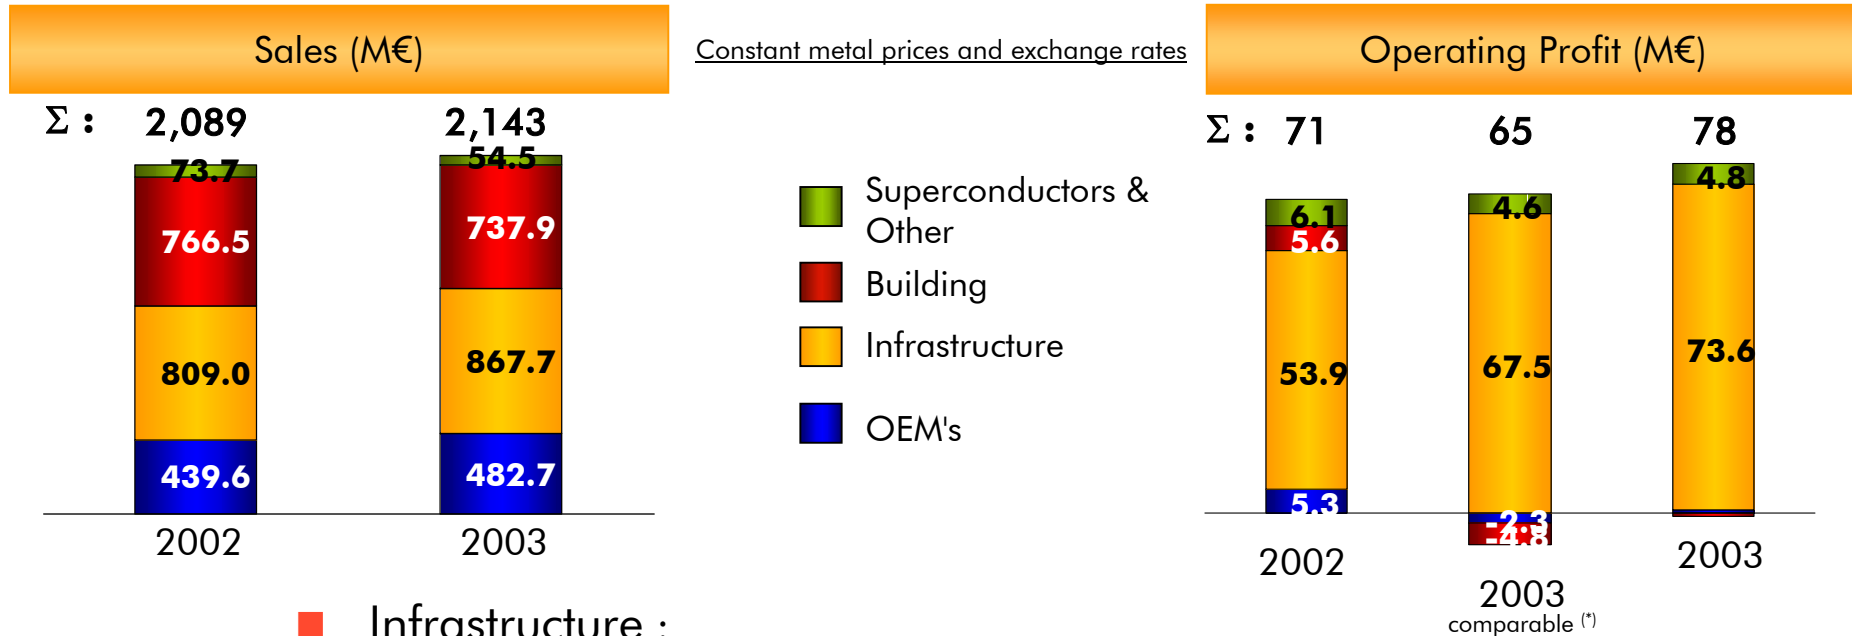 Sales (M€)
Constant metal prices and exchange rates
Operating Profit (M€)
Σ : 2,089 2,143
73.7 54.5
766.5 737.9
809.0 867.7
439.6 482.7
2002 2003
Superconductors &
Other
Building
Infrastructure
OEM's
Σ : 71 65 78
6.1 4.6 4.8
5.6
53.9 67.5 73.6
5.3 -2.3
-4.8
2002 2003 2003
comparable (*)
Infrastructure :